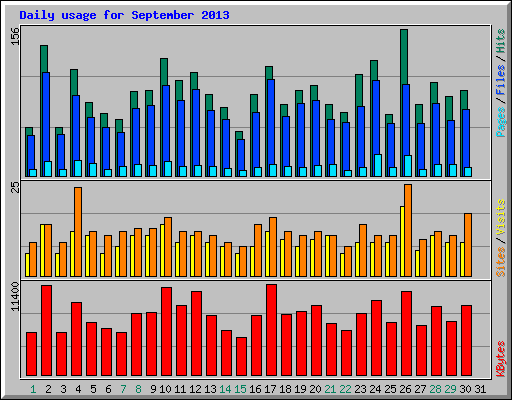 Daily usage for September 2013
156
Pages / Files / Hits
25
Sites / Visits
11400
KBytes
1 2 3 4 5 6 7 8 9 10 11 12 13 14 15 16 17 18 19 20 21 22 23 24 25 26 27 28 29 30 31